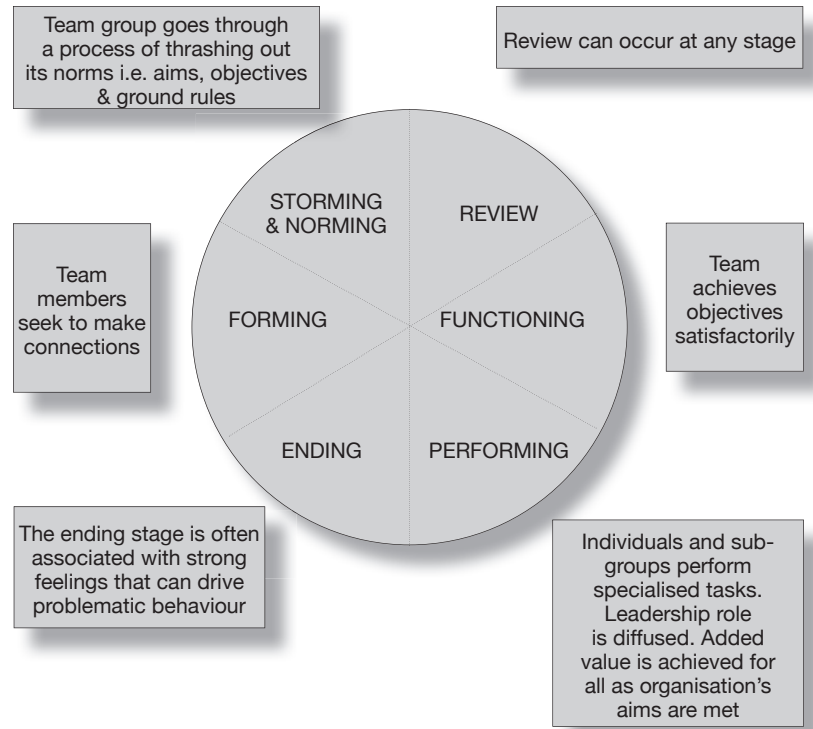 Team group goes through
a process of thrashing out
its norms i.e. aims, objectives
& ground rules
Review can occur at any stage
STORMING
& NORMING
REVIEW
Team
members
seek to make
connections
FORMING
FUNCTIONING
Team
achieves
objectives
satisfactorily
ENDING
PERFORMING
The ending stage is often
associated with strong
feelings that can drive
problematic behaviour
Individuals and sub-
groups perform
specialised tasks.
Leadership role
is diffused. Added
value is achieved for
all as organisation's
aims are met